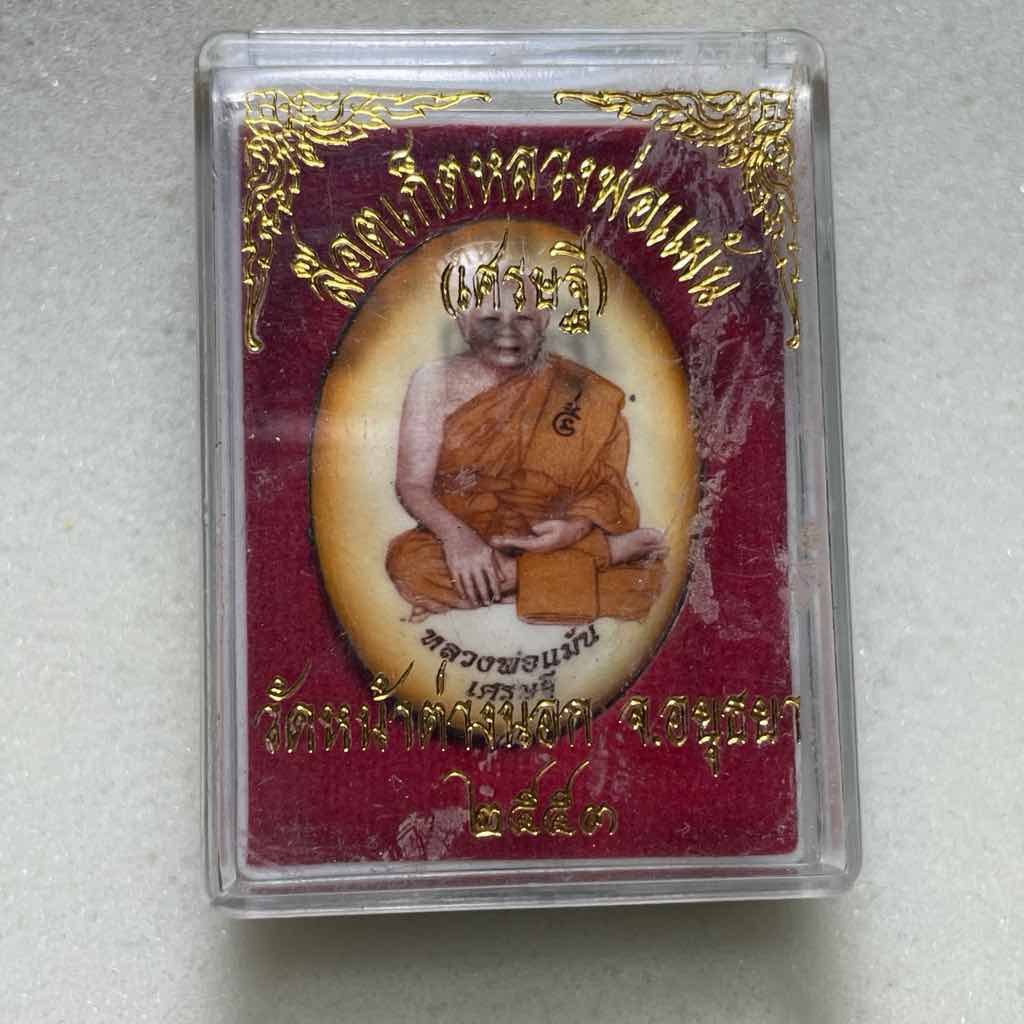 ล๊อตเก็ตหลวงพ่อแม้น
(เศรษฐี)
หลวงพ่อแม้น
เศรษฐี
วัดหน้าต่างนอก จ.อยุธยา
๒๕๕๓